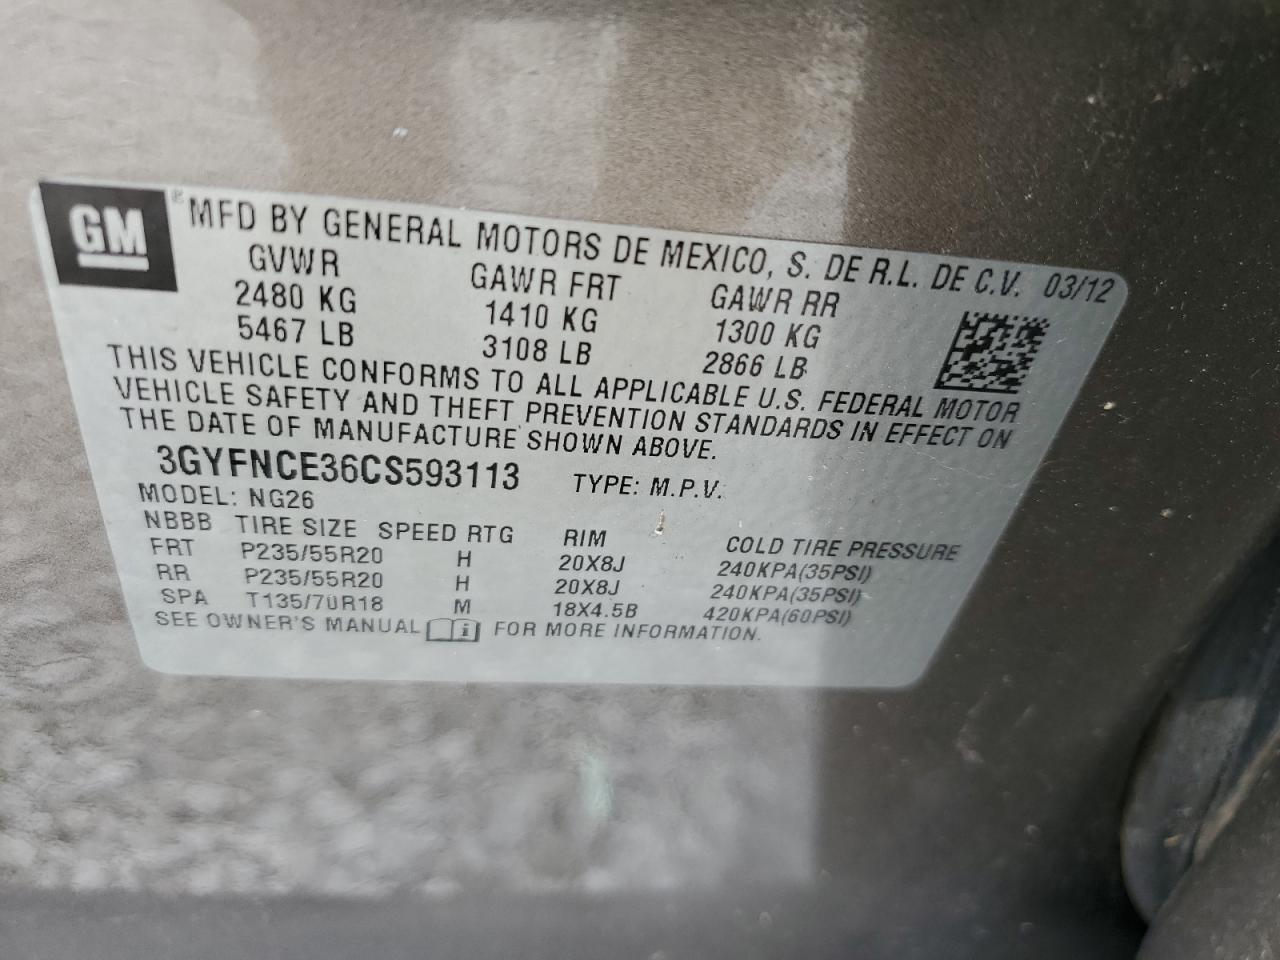 GM ® MFD BY GENERAL MOTORS DE MEXICO, S. DE R.L. DE C.V. 03/12
GVWR GAWR FRT GAWR RR
2480 KG 1410 KG 1300 KG
5467 LB 3108 LB 2866 LB
THIS VEHICLE CONFORMS TO ALL APPLICABLE U.S. FEDERAL MOTOR
VEHICLE SAFETY AND THEFT PREVENTION STANDARDS IN EFFECT ON
THE DATE OF MANUFACTURE SHOWN ABOVE.
3GYFNCE36CS593113 TYPE: M.P.V.
MODEL: NG26
NBBB TIRE SIZE SPEED RTG RIM COLD TIRE PRESSURE
FRT P235/55R20 H 20X8J 240KPA(35PSI)
RR P235/55R20 H 20X8J 240KPA(35PSI)
SPA T135/70R18 M 18X4.5B 420KPA(60PSI)
SEE OWNER'S MANUAL i FOR MORE INFORMATION.